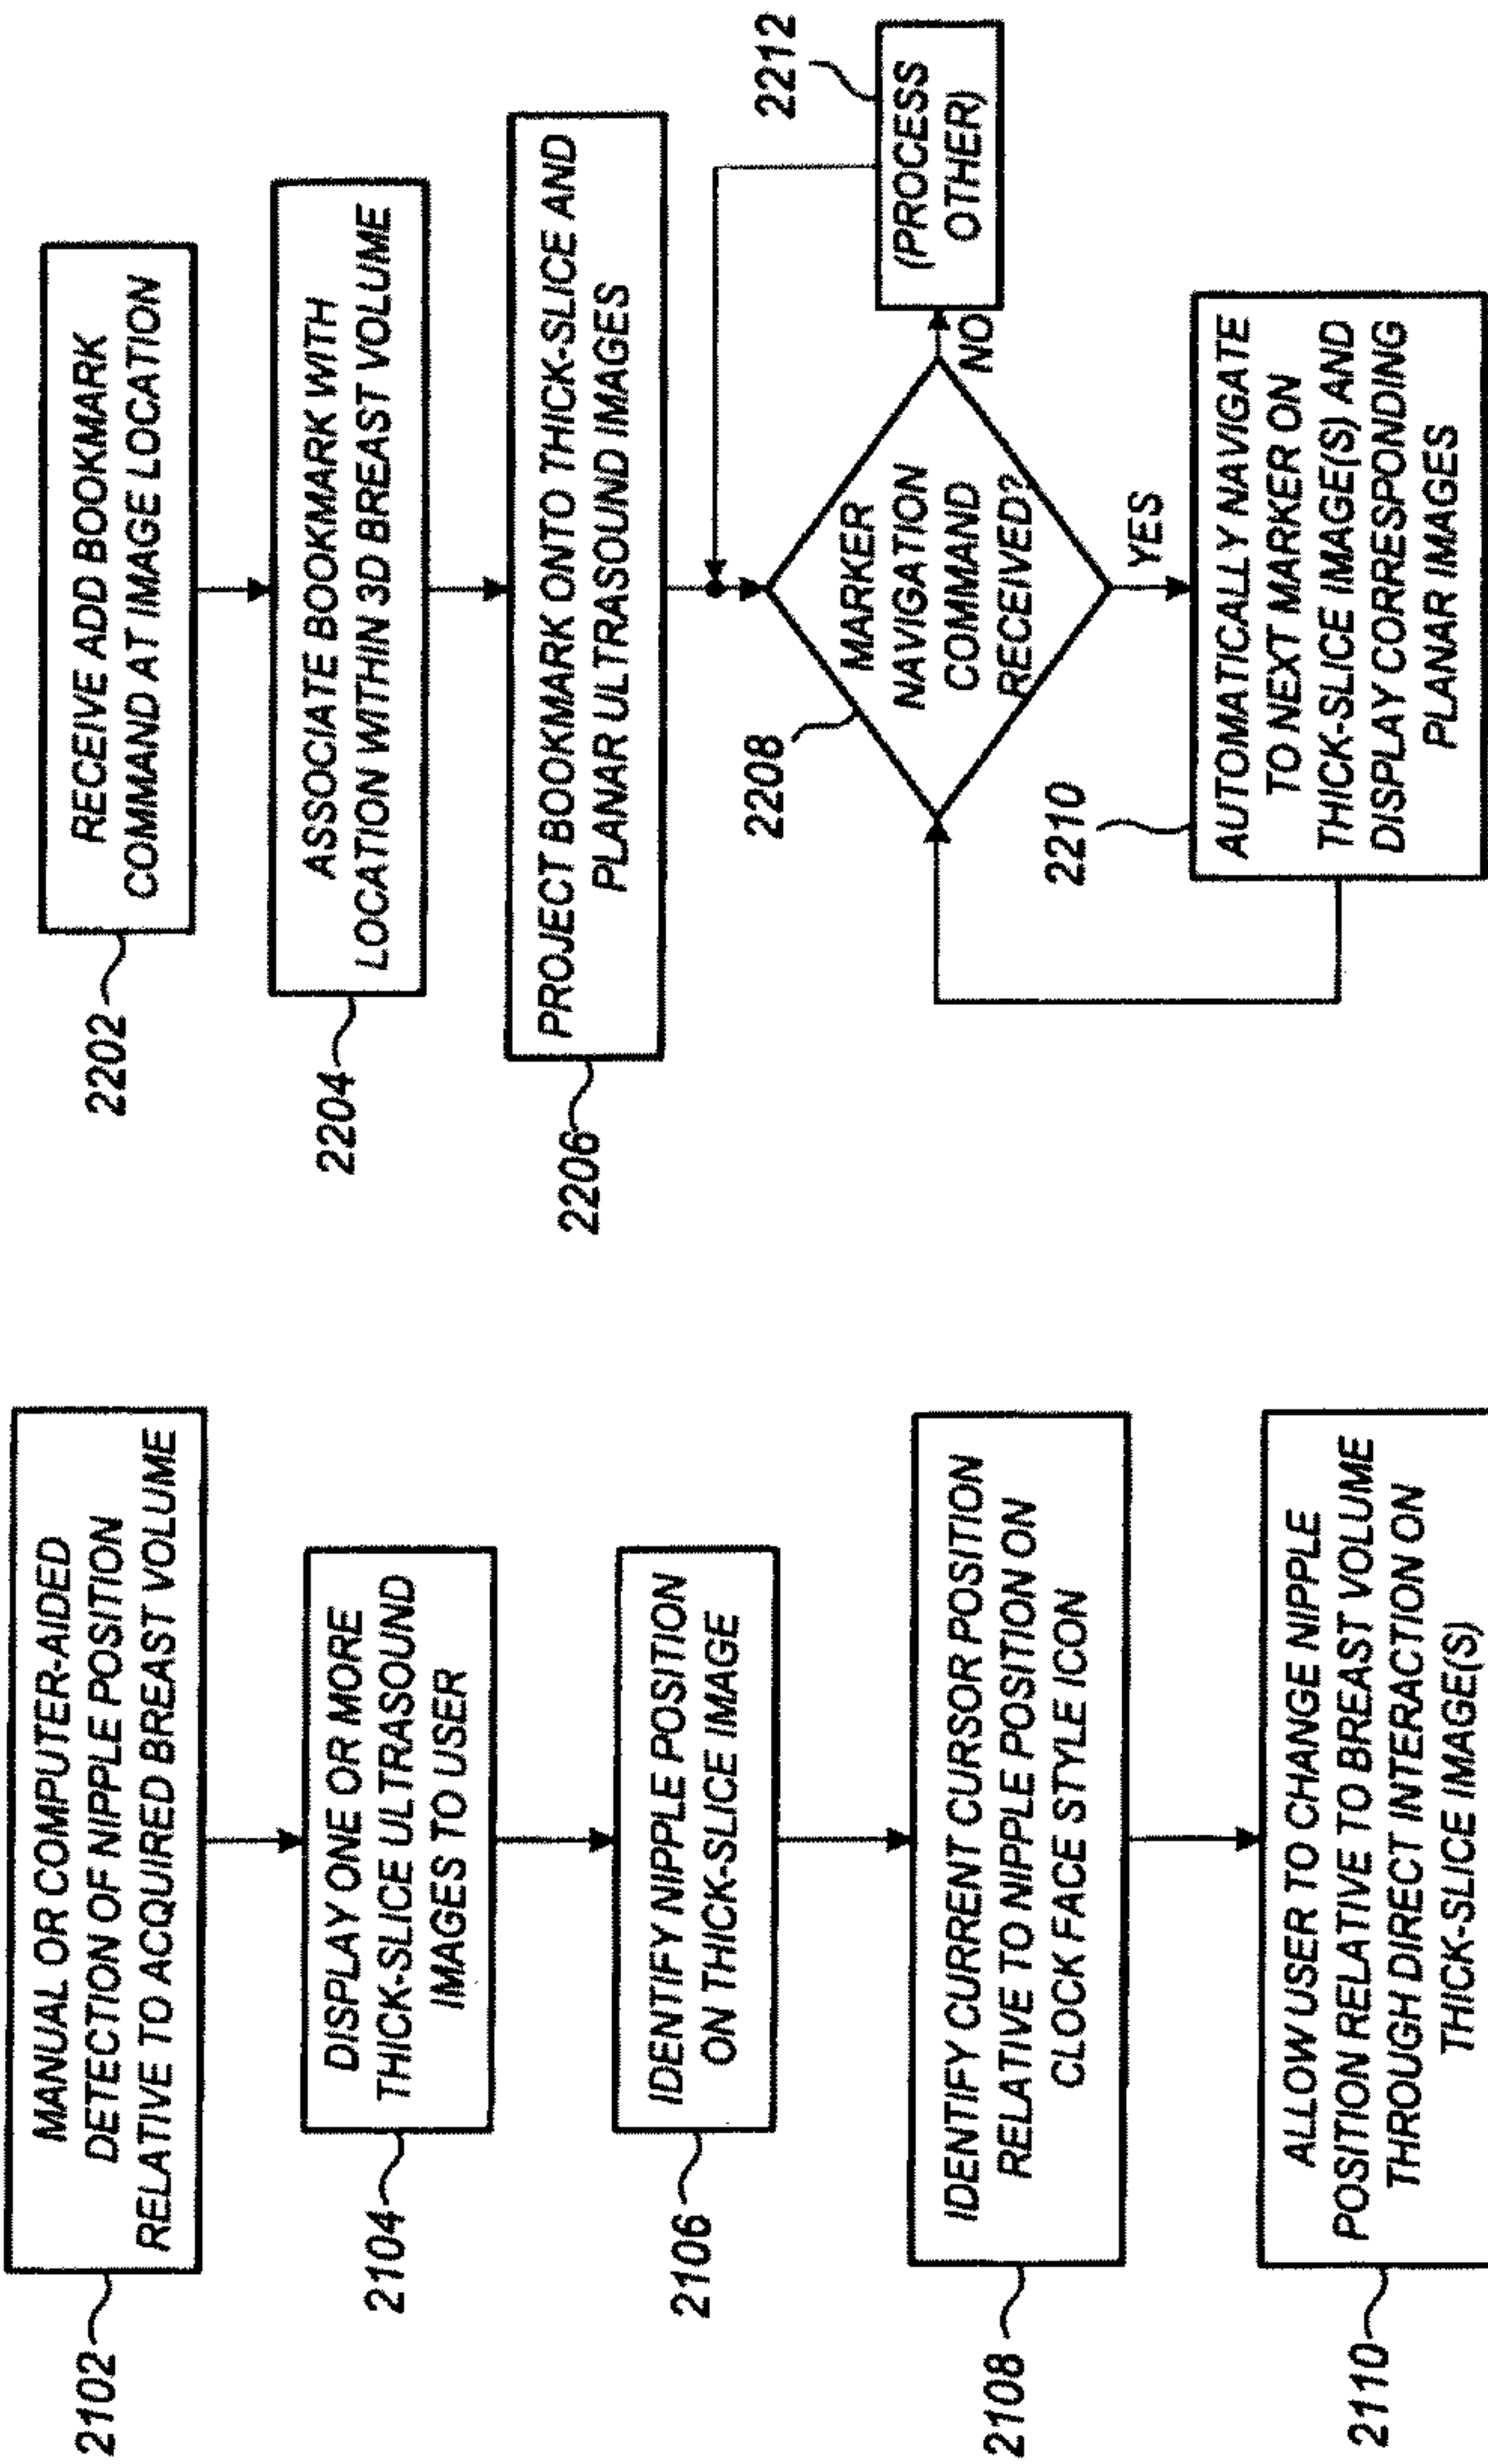 2102
MANUAL OR COMPUTER-AIDED
DETECTION OF NIPPLE POSITION
RELATIVE TO ACQUIRED BREAST VOLUME
2104
DISPLAY ONE OR MORE
THICK-SLICE ULTRASOUND
IMAGES TO USER
2106
IDENTIFY NIPPLE POSITION
ON THICK-SLICE IMAGE
2108
IDENTIFY CURRENT CURSOR POSITION
RELATIVE TO NIPPLE POSITION ON
CLOCK FACE STYLE ICON
2110
ALLOW USER TO CHANGE NIPPLE
POSITION RELATIVE TO BREAST VOLUME
THROUGH DIRECT INTERACTION ON
THICK-SLICE IMAGE(S)
2202
RECEIVE ADD BOOKMARK
COMMAND AT IMAGE LOCATION
2204
ASSOCIATE BOOKMARK WITH
LOCATION WITHIN 3D BREAST VOLUME
2206
PROJECT BOOKMARK ONTO THICK-SLICE AND
PLANAR ULTRASOUND IMAGES
2208
MARKER
NAVIGATION
COMMAND
RECEIVED?
NO
2212
(PROCESS
OTHER)
YES
2210
AUTOMATICALLY NAVIGATE
TO NEXT MARKER ON
THICK-SLICE IMAGE(S) AND
DISPLAY CORRESPONDING
PLANAR IMAGES